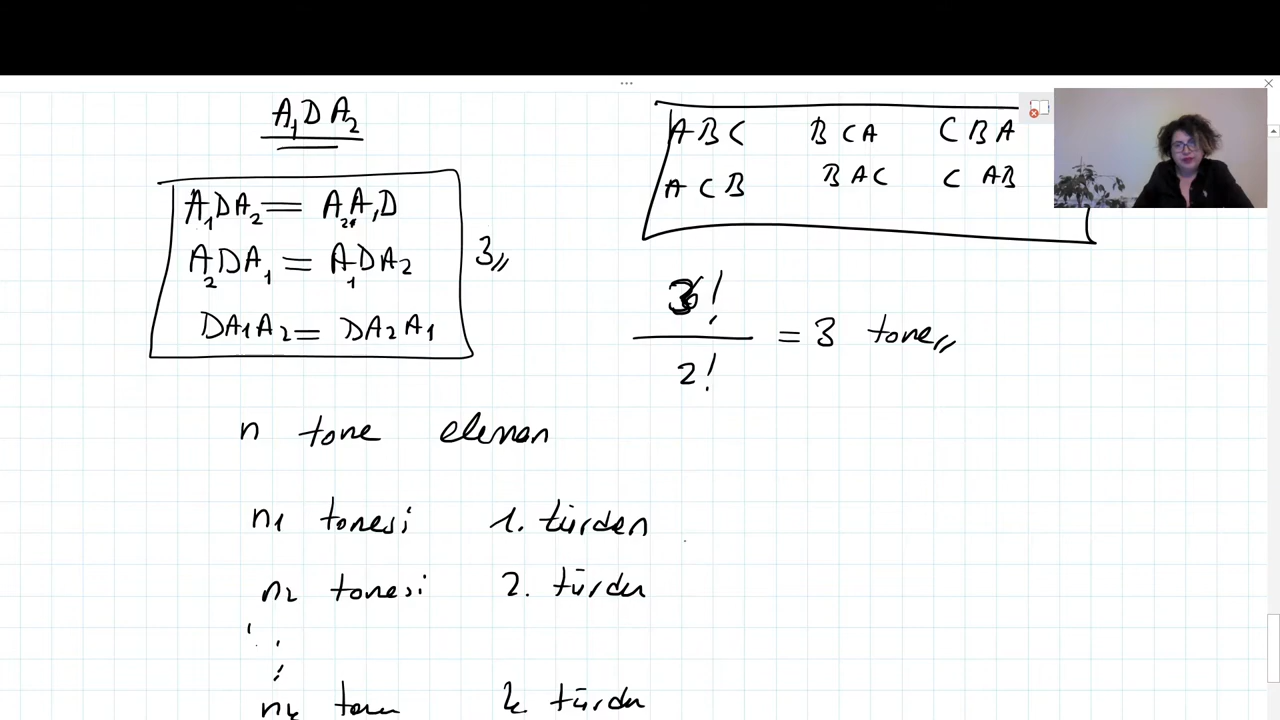 A₁DA₂
A₁DA₂ = A₂A₁D
A₂DA₁ = A₁DA₂
DA₁A₂ = DA₂A₁
3,,
ABC BCA CBA
ACB BAC CAB
3!
2!
= 3 tane,,
n tane eleman
n₁ tanesi 1. türden
n₂ tanesi 2. türden
nₖ tane k türden